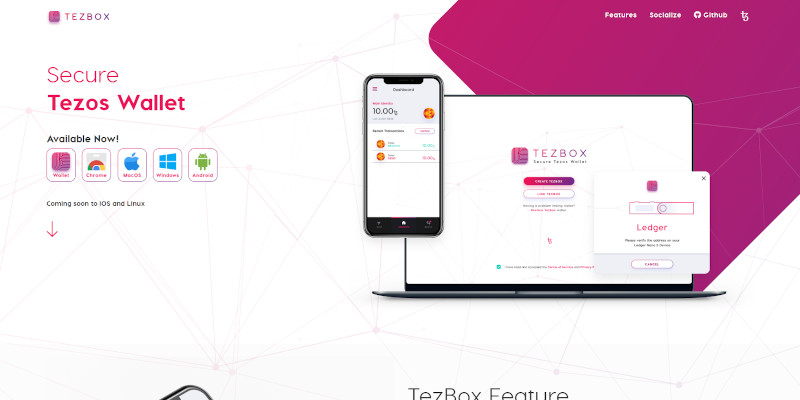 TEZBOX
Features
Socialize
Github
Secure
Tezos Wallet
Available Now!
Wallet
Chrome
MacOS
Windows
Android
Coming soon to iOS and Linux
Dashboard
10.00
Recent Transactions
TEZBOX
Secure Tezos Wallet
CREATE TEZBOX
LINK TEZBOX
Ledger
Please verify the address on your
Ledger Nano S Device
CANCEL
TezBox Feature